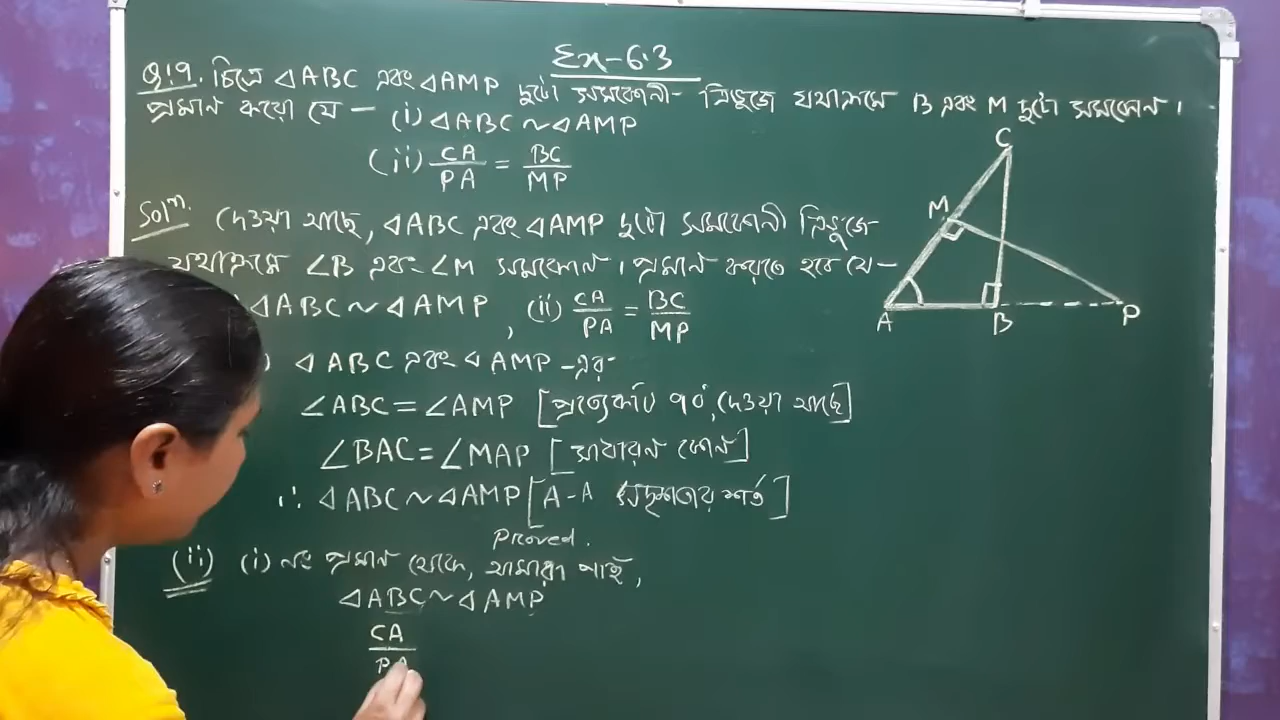 Ex-6.3
Q.9. চিত্রে ⊿ABC এবং ⊿AMP দুটো সমকোণী ত্রিভুজে যথাক্রমে B এবং M দুটো সমকোণ।
প্রমাণ করো যে - (i) ⊿ABC ~ ⊿AMP
(ii) CA/PA = BC/MP
Solⁿ. দেওয়া আছে, ⊿ABC এবং ⊿AMP দুটো সমকোণী ত্রিভুজে
যথাক্রমে ∠B এবং ∠M সমকোণ। প্রমাণ করতে হবে যে -
⊿ABC ~ ⊿AMP, (ii) CA/PA = BC/MP
) ⊿ABC এবং ⊿AMP -এর
∠ABC = ∠AMP [প্রত্যেকটি 90°, দেওয়া আছে]
∠BAC = ∠MAP [সাধারণ কোণ]
∴ ⊿ABC ~ ⊿AMP [A-A সদৃশতার শর্ত]
Proved.
(ii) (i) নং প্রমাণ থেকে, আমরা পাই,
⊿ABC ~ ⊿AMP
CA/PA
C
M
A
B
P